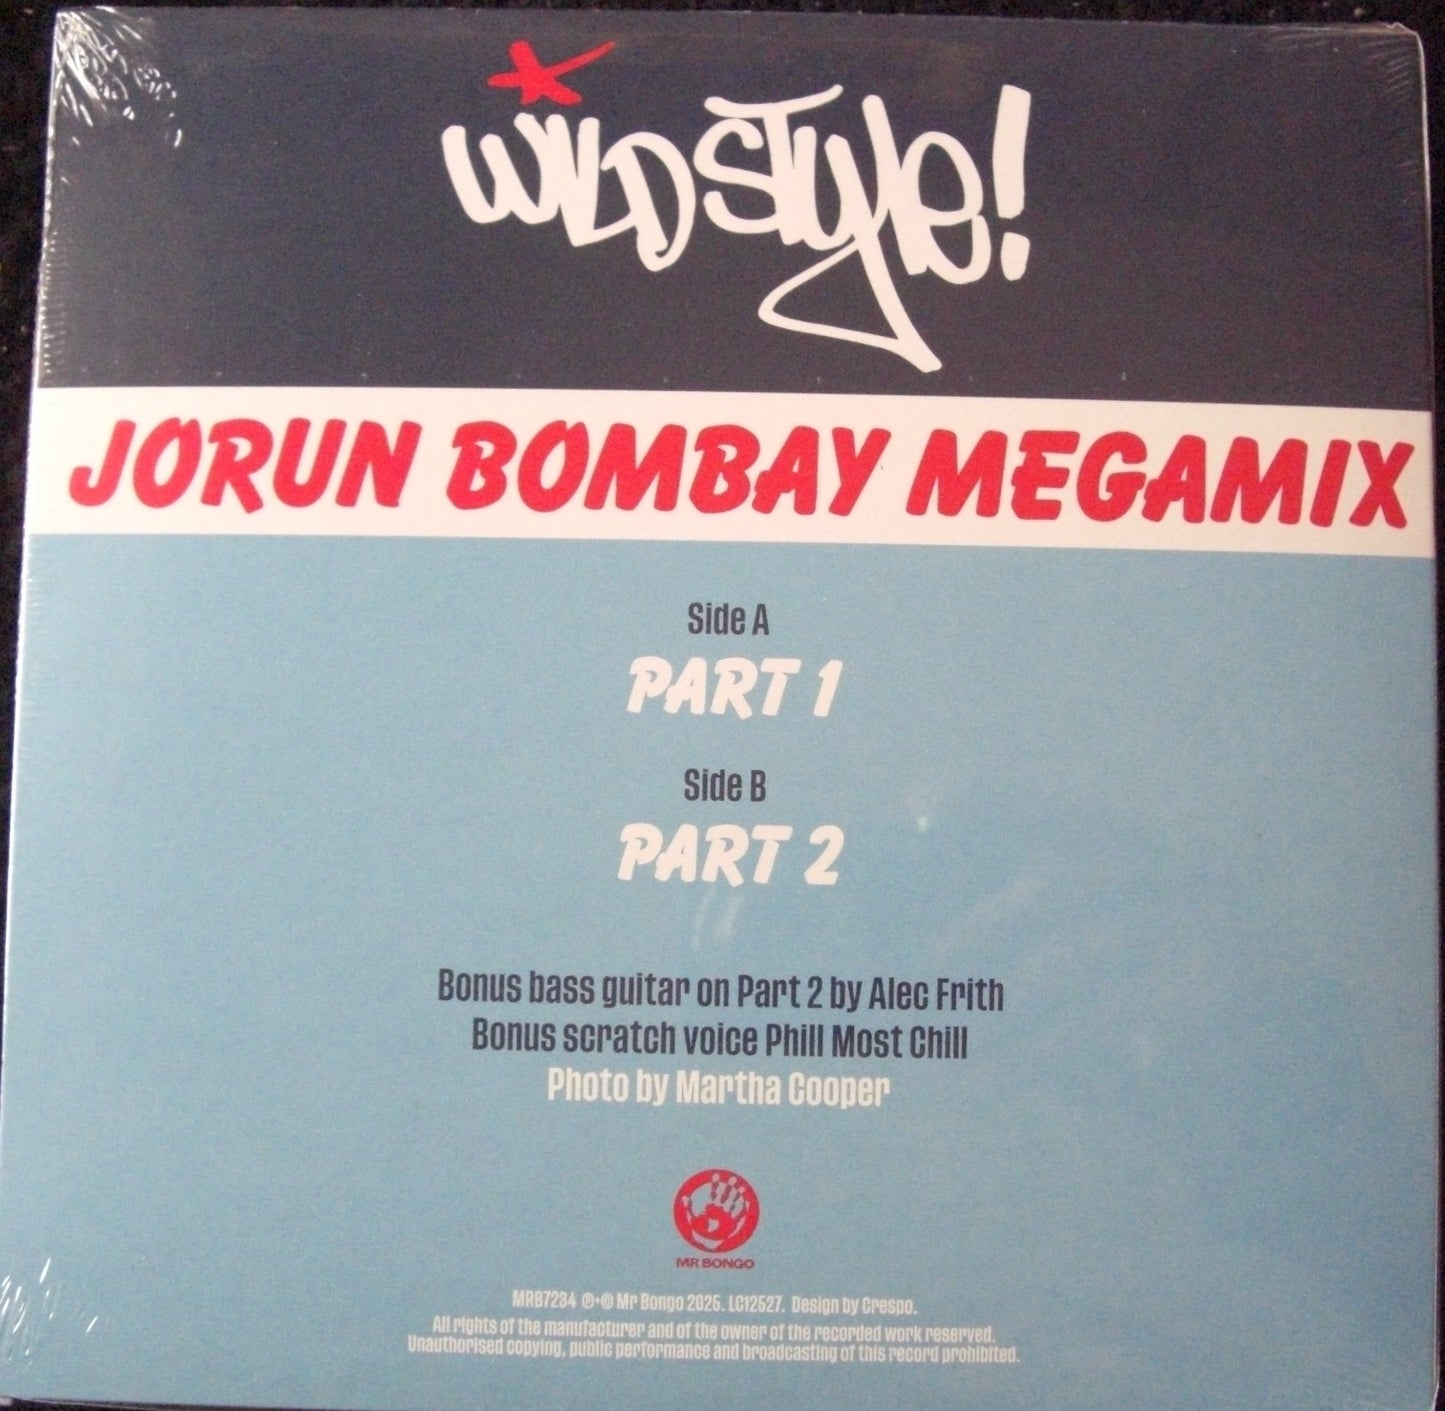 WILD STYLE!
JORUN BOMBAY MEGAMIX
Side A
PART 1
Side B
PART 2
Bonus bass guitar on Part 2 by Alec Frith
Bonus scratch voice Phill Most Chill
Photo by Martha Cooper
MR BONGO
MRB7234 ℗+© Mr Bongo 2025. LC12527. Design by Crespo.
All rights of the manufacturer and of the owner of the recorded work reserved.
Unauthorised copying, public performance and broadcasting of this record prohibited.